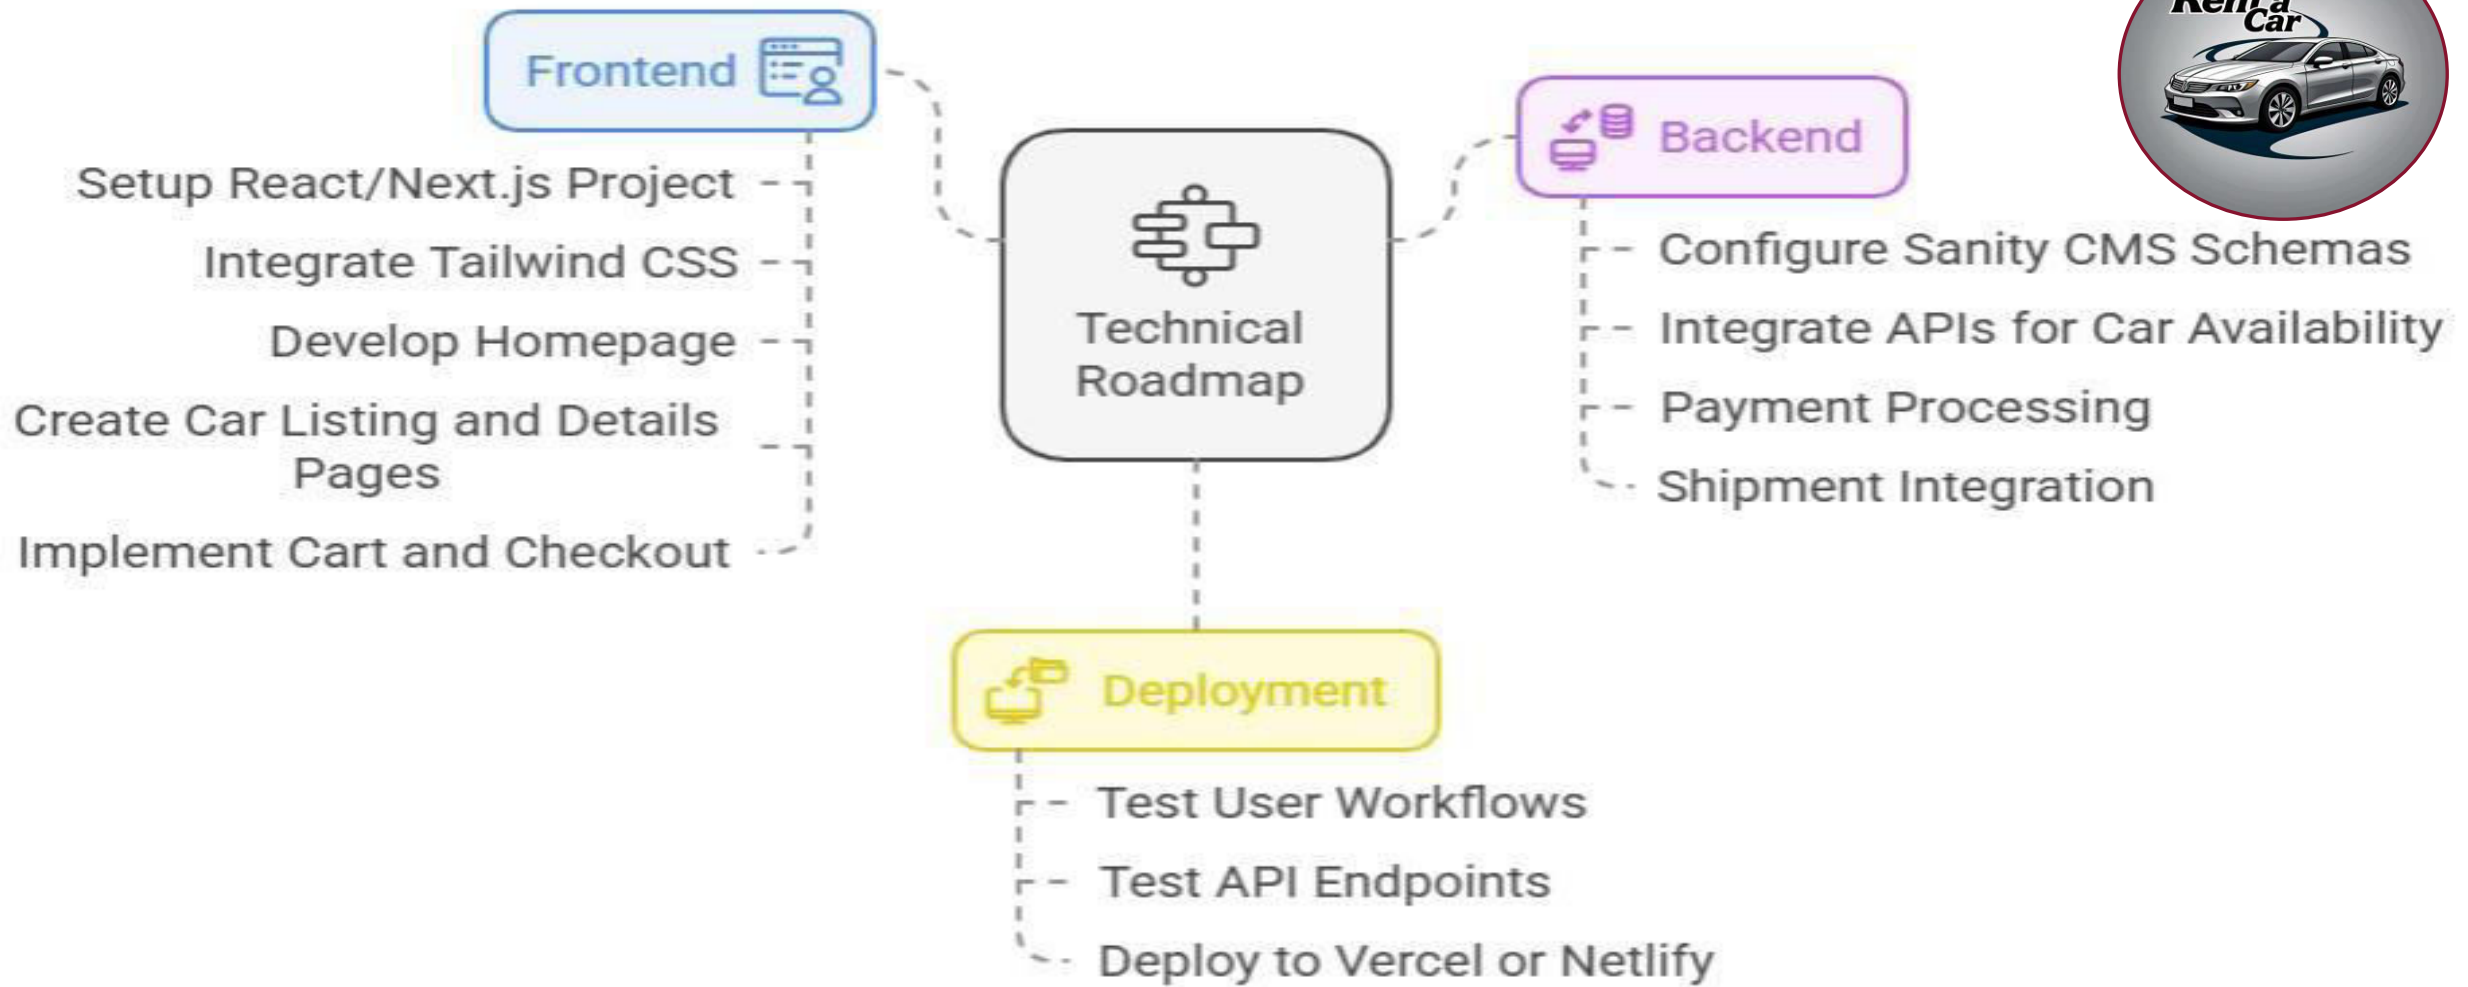 Rent a
Car
Frontend
Setup React/Next.js Project
Integrate Tailwind CSS
Develop Homepage
Create Car Listing and Details
Pages
Implement Cart and Checkout
Technical
Roadmap
Backend
Configure Sanity CMS Schemas
Integrate APIs for Car Availability
Payment Processing
Shipment Integration
Deployment
Test User Workflows
Test API Endpoints
Deploy to Vercel or Netlify